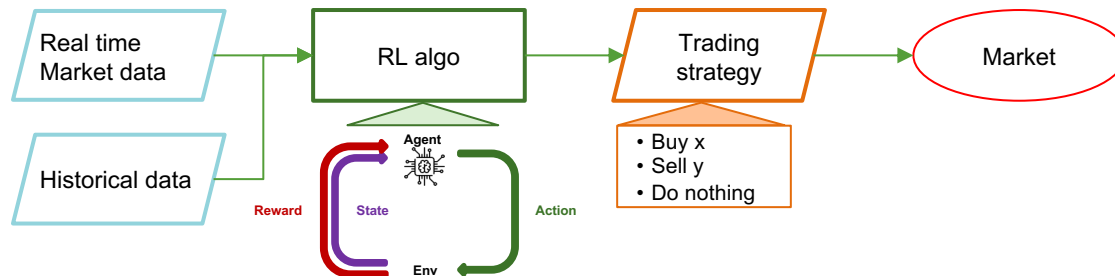 Real time
Market data
RL algo
Trading
strategy
Market
Historical data
Agent
Reward
State
Action
Env
• Buy x
• Sell y
• Do nothing